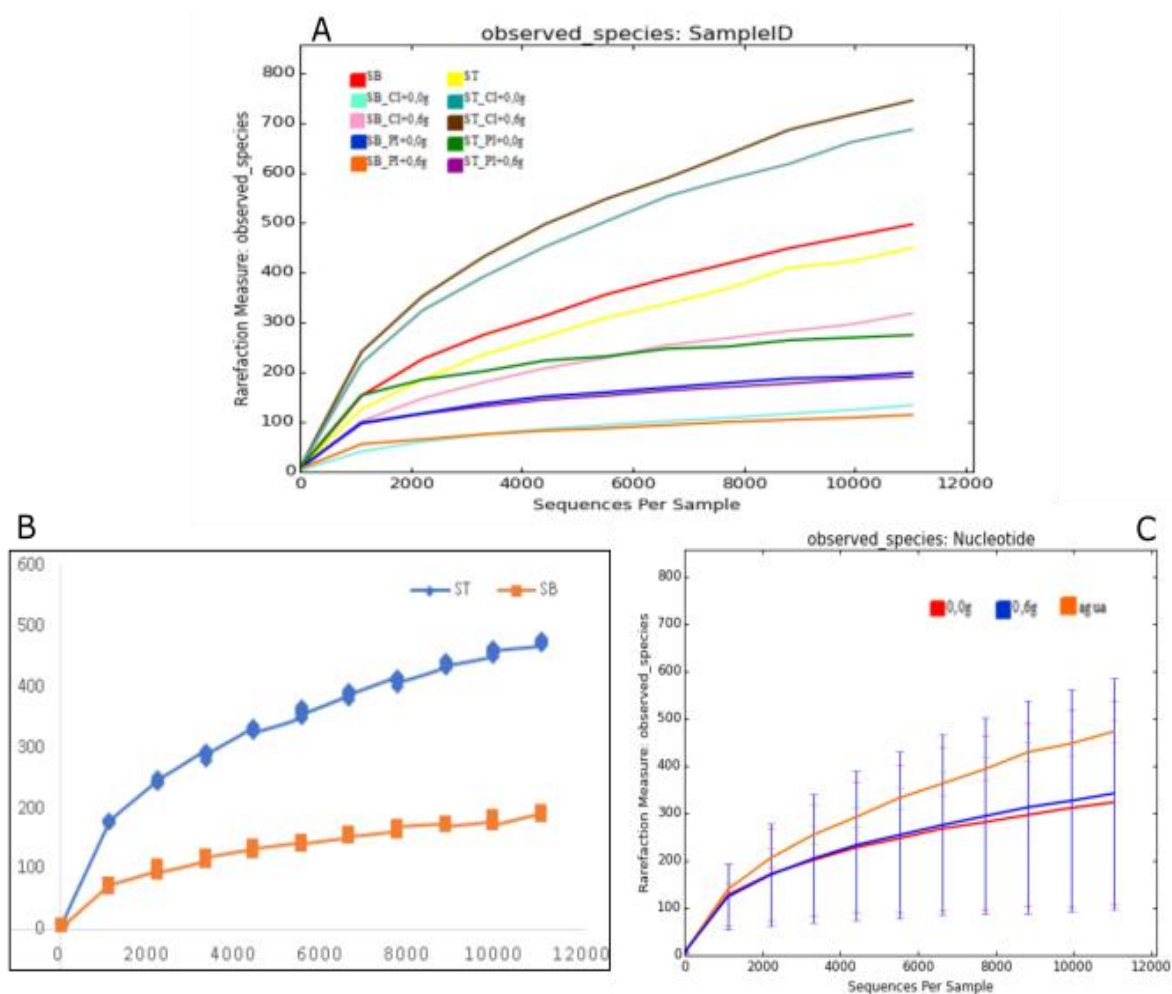 A
observed_species: SampleID
Rarefaction Measure: observed_species
800
700
600
500
400
300
200
100
0
SB
ST
SB_CI+0,0g
ST_CI+0,0g
SB_CI+0,6g
ST_CI+0,6g
SB_PI+0,0g
ST_PI+0,0g
SB_PI+0,6g
ST_PI+0,6g
0 2000 4000 6000 8000 10000 12000
Sequences Per Sample
B
600
500
400
300
200
100
0
ST SB
0 2000 4000 6000 8000 10000 12000
C
observed_species: Nucleotide
Rarefaction Measure: observed_species
800
700
600
500
400
300
200
100
0
0,0g 0,6g agua
0 2000 4000 6000 8000 10000 12000
Sequences Per Sample